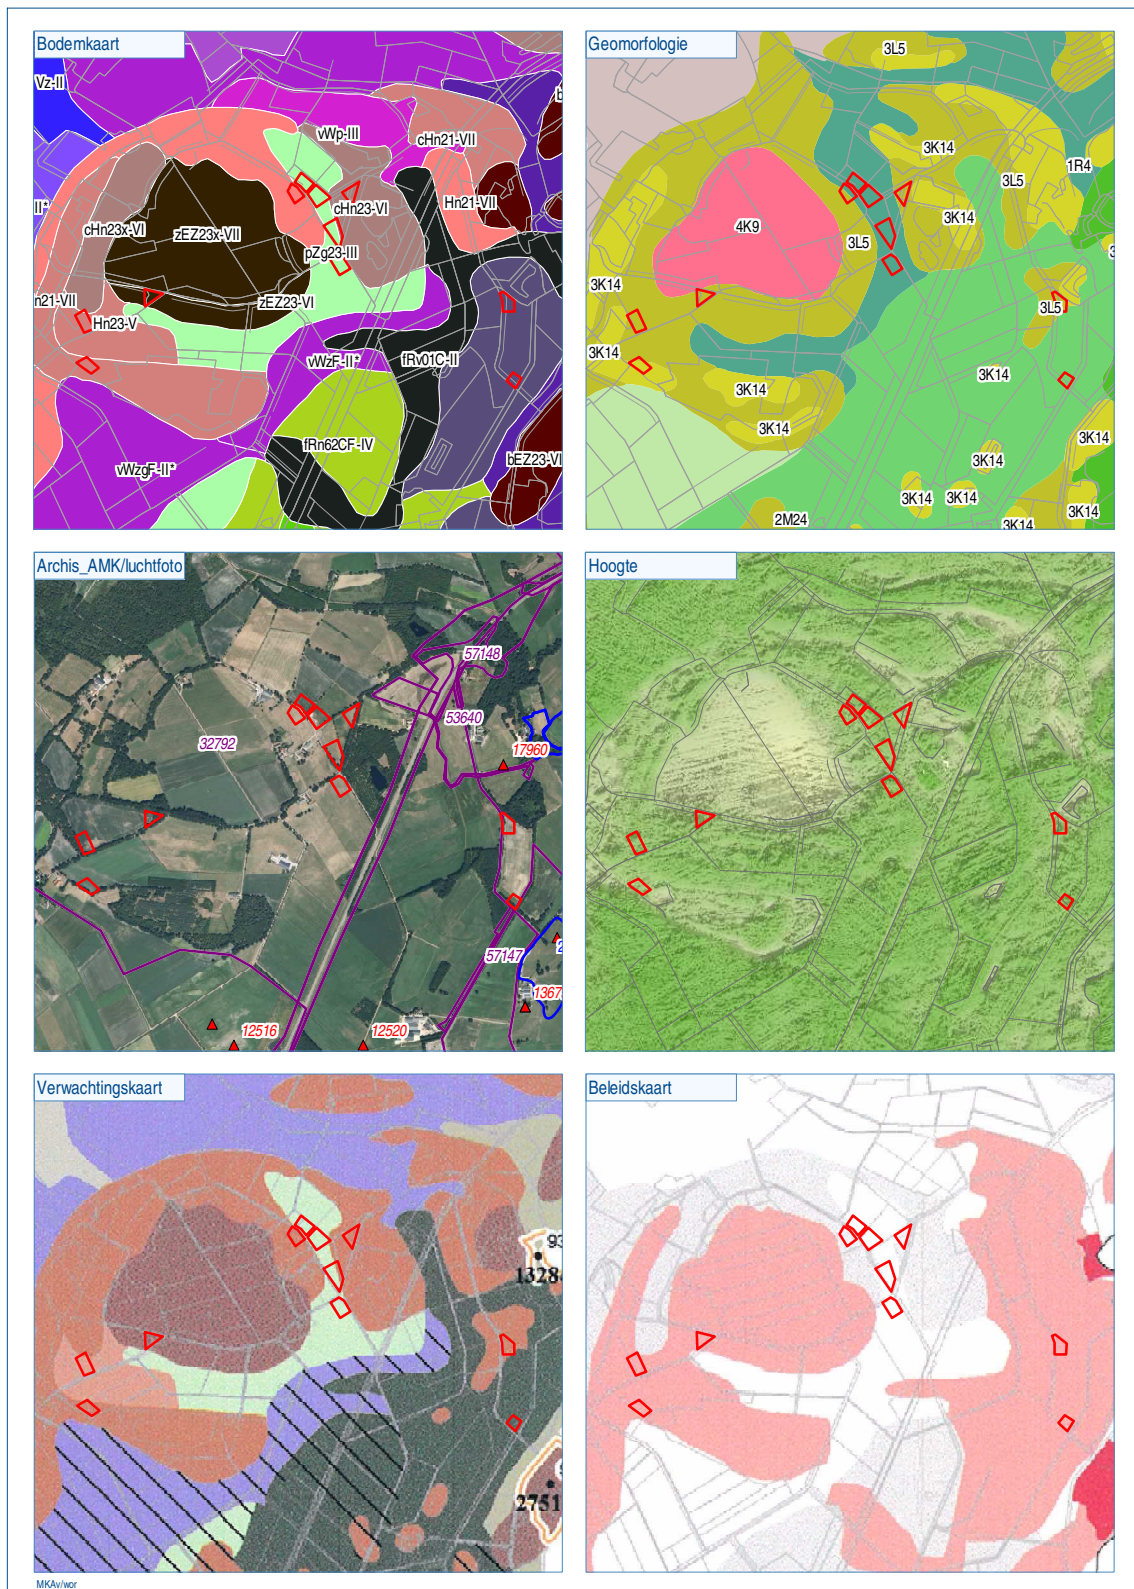 Bodemkaart
Vz-II
vWp-III
cHn21-VII
b
II*
cHn23x-VI
zEZ23x-VII
cHn23-VI
Hn21-VII
pZg23-III
n21-VII
zEZ23-VI
Hn23-V
vWzF-II*
fRv01C-II
fRn62CF-IV
vWzgF-II*
bEZ23-VI
Geomorfologie
3L5
3K14
1R4
3L5
3K14
4K9
3L5
3K14
3L5
3K14
3K14
3K14
3K14
3K14
3K14
3K14
3K14
3K14
3K14
2M24
3K14
Archis_AMK/luchtfoto
57148
53640
32792
17960
57147
1367
12516
12520
Hoogte
Verwachtingskaart
93
1328
2751
Beleidskaart
MKAv/wor